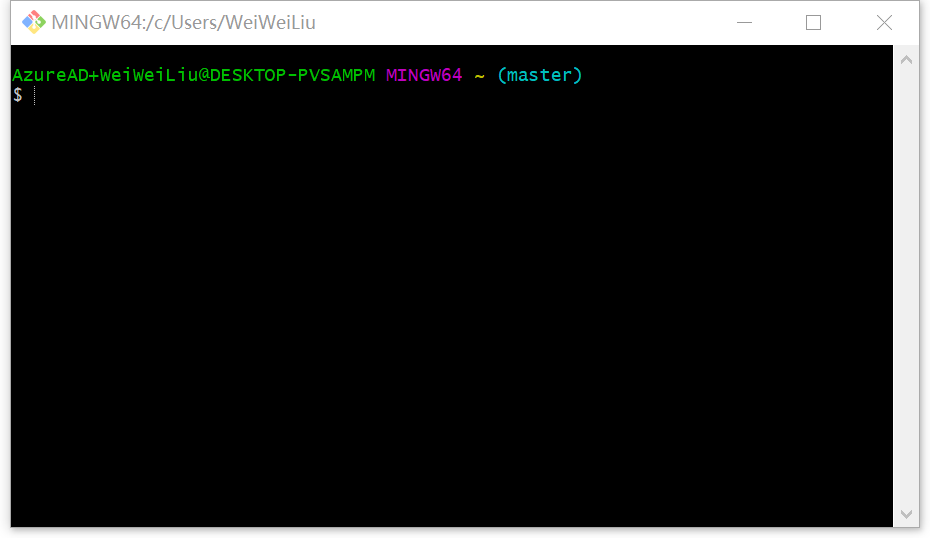 MINGW64:/c/Users/WeiWeiLiu
AzureAD+WeiWeiLiu@DESKTOP-PVSAMPM MINGW64 ~ (master)
$